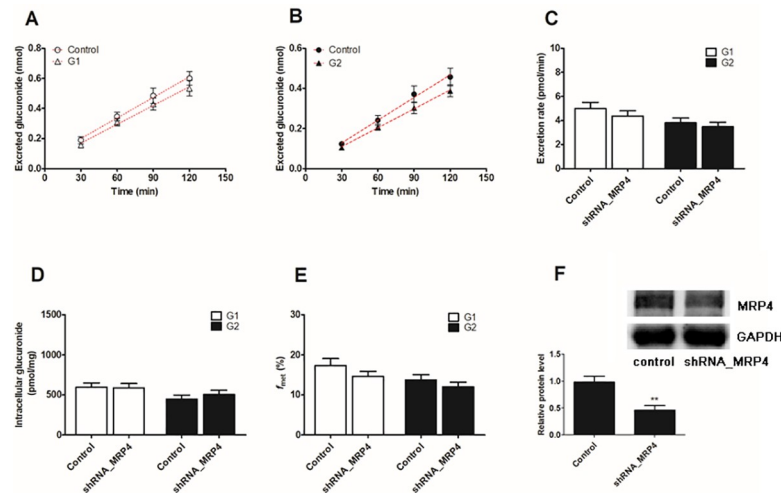 A
Excreted glucuronide (nmol)
0.8
0.6
0.4
0.2
0.0
Control
G1
0 30 60 90 120 150
Time (min)
B
Excreted glucuronide (nmol)
0.6
0.4
0.2
0.0
Control
G2
0 30 60 90 120 150
Time (min)
C
Excretion rate (pmol/min)
10
8
6
4
2
0
G1
G2
Control
shRNA_MRP4
Control
shRNA_MRP4
D
Intracellular glucuronide
(pmol/mg)
1500
1000
500
0
G1
G2
Control
shRNA_MRP4
Control
shRNA_MRP4
E
fmet (%)
30
20
10
0
G1
G2
Control
shRNA_MRP4
Control
shRNA_MRP4
F
MRP4
GAPDH
control shRNA_MRP4
Relative protein level
1.5
1.0
0.5
0.0
**
Control
shRNA_MRP4